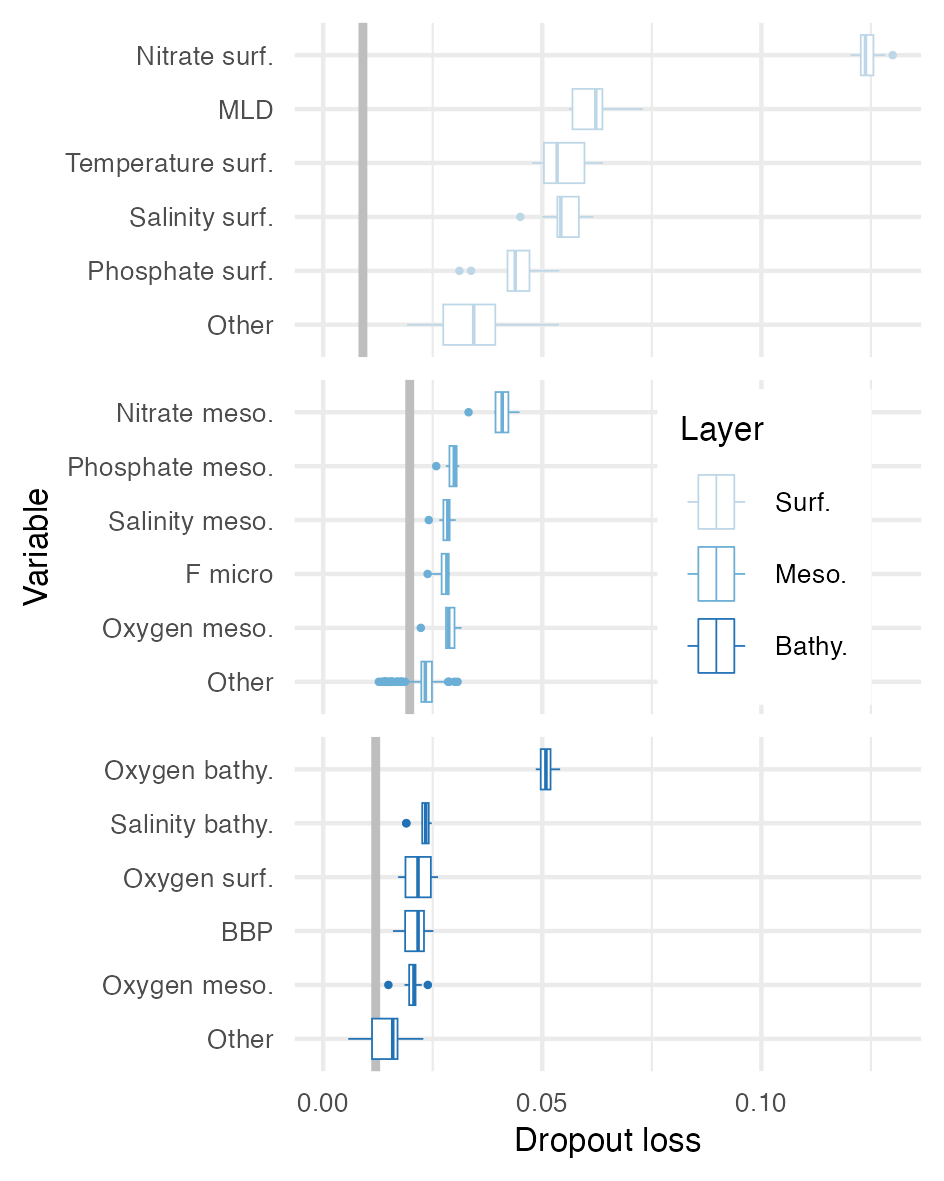 Nitrate surf.
MLD
Temperature surf.
Salinity surf.
Phosphate surf.
Other
Nitrate meso.
Phosphate meso.
Salinity meso.
F micro
Oxygen meso.
Other
Layer
Surf.
Meso.
Bathy.
Variable
Oxygen bathy.
Salinity bathy.
Oxygen surf.
BBP
Oxygen meso.
Other
0.00 0.05 0.10
Dropout loss